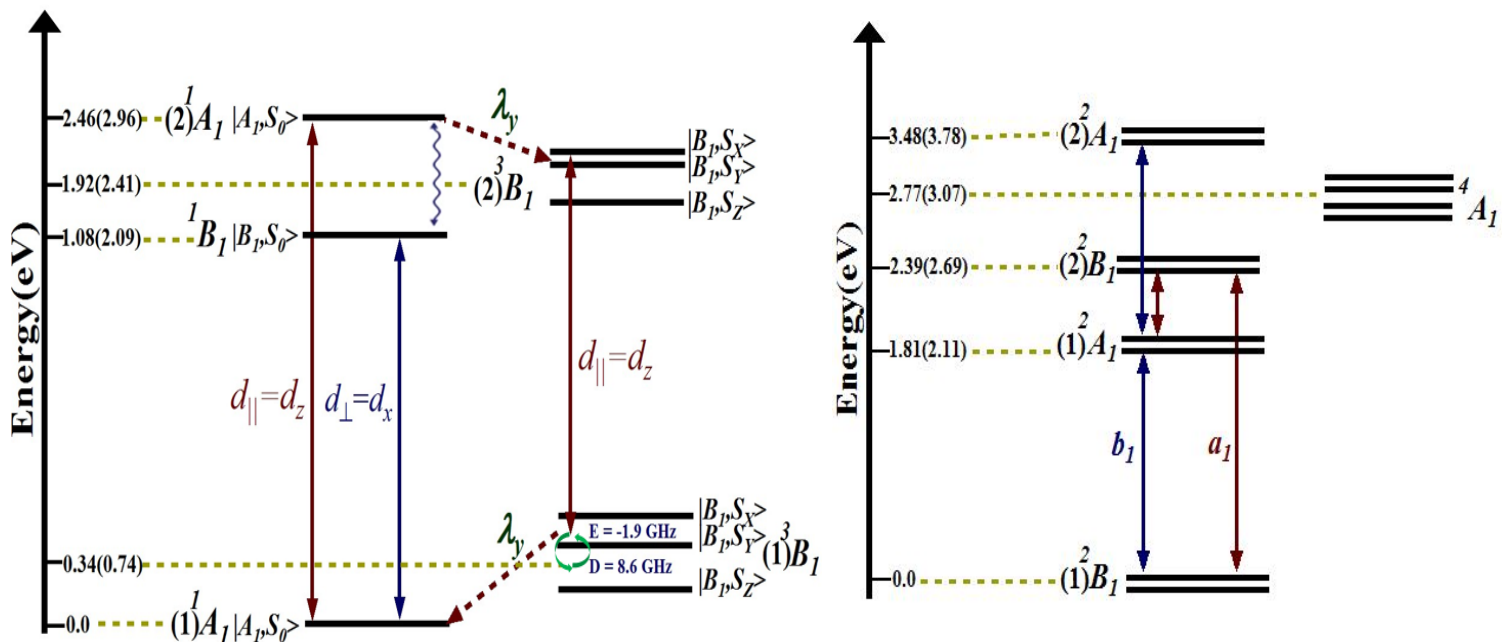 Energy(eV)
2.46(2.96)
(2)¹A₁ |A₁,S₀>
λy
|B₁,Sₓ>
|B₁,Sᵧ>
1.92(2.41)
(2)³B₁
|B₁,S_Z>
1.08(2.09)
¹B₁ |B₁,S₀>
d||=dz
d⊥=dx
d||=dz
|B₁,Sₓ>
E = -1.9 GHz
|B₁,Sᵧ>
(1)³B₁
λy
0.34(0.74)
D = 8.6 GHz
|B₁,S_Z>
0.0
(1)¹A₁ |A₁,S₀>
Energy(eV)
3.48(3.78)
(2)²A₁
2.77(3.07)
⁴A₁
2.39(2.69)
(2)²B₁
1.81(2.11)
(1)²A₁
b₁
a₁
0.0
(1)²B₁